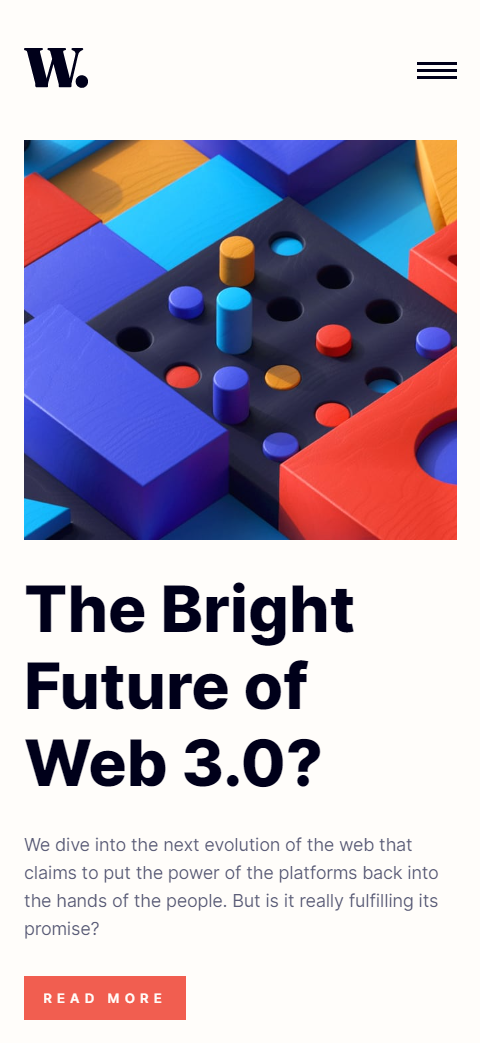 W.
The Bright
Future of
Web 3.0?
We dive into the next evolution of the web that
claims to put the power of the platforms back into
the hands of the people. But is it really fulfilling its
promise?
READ MORE